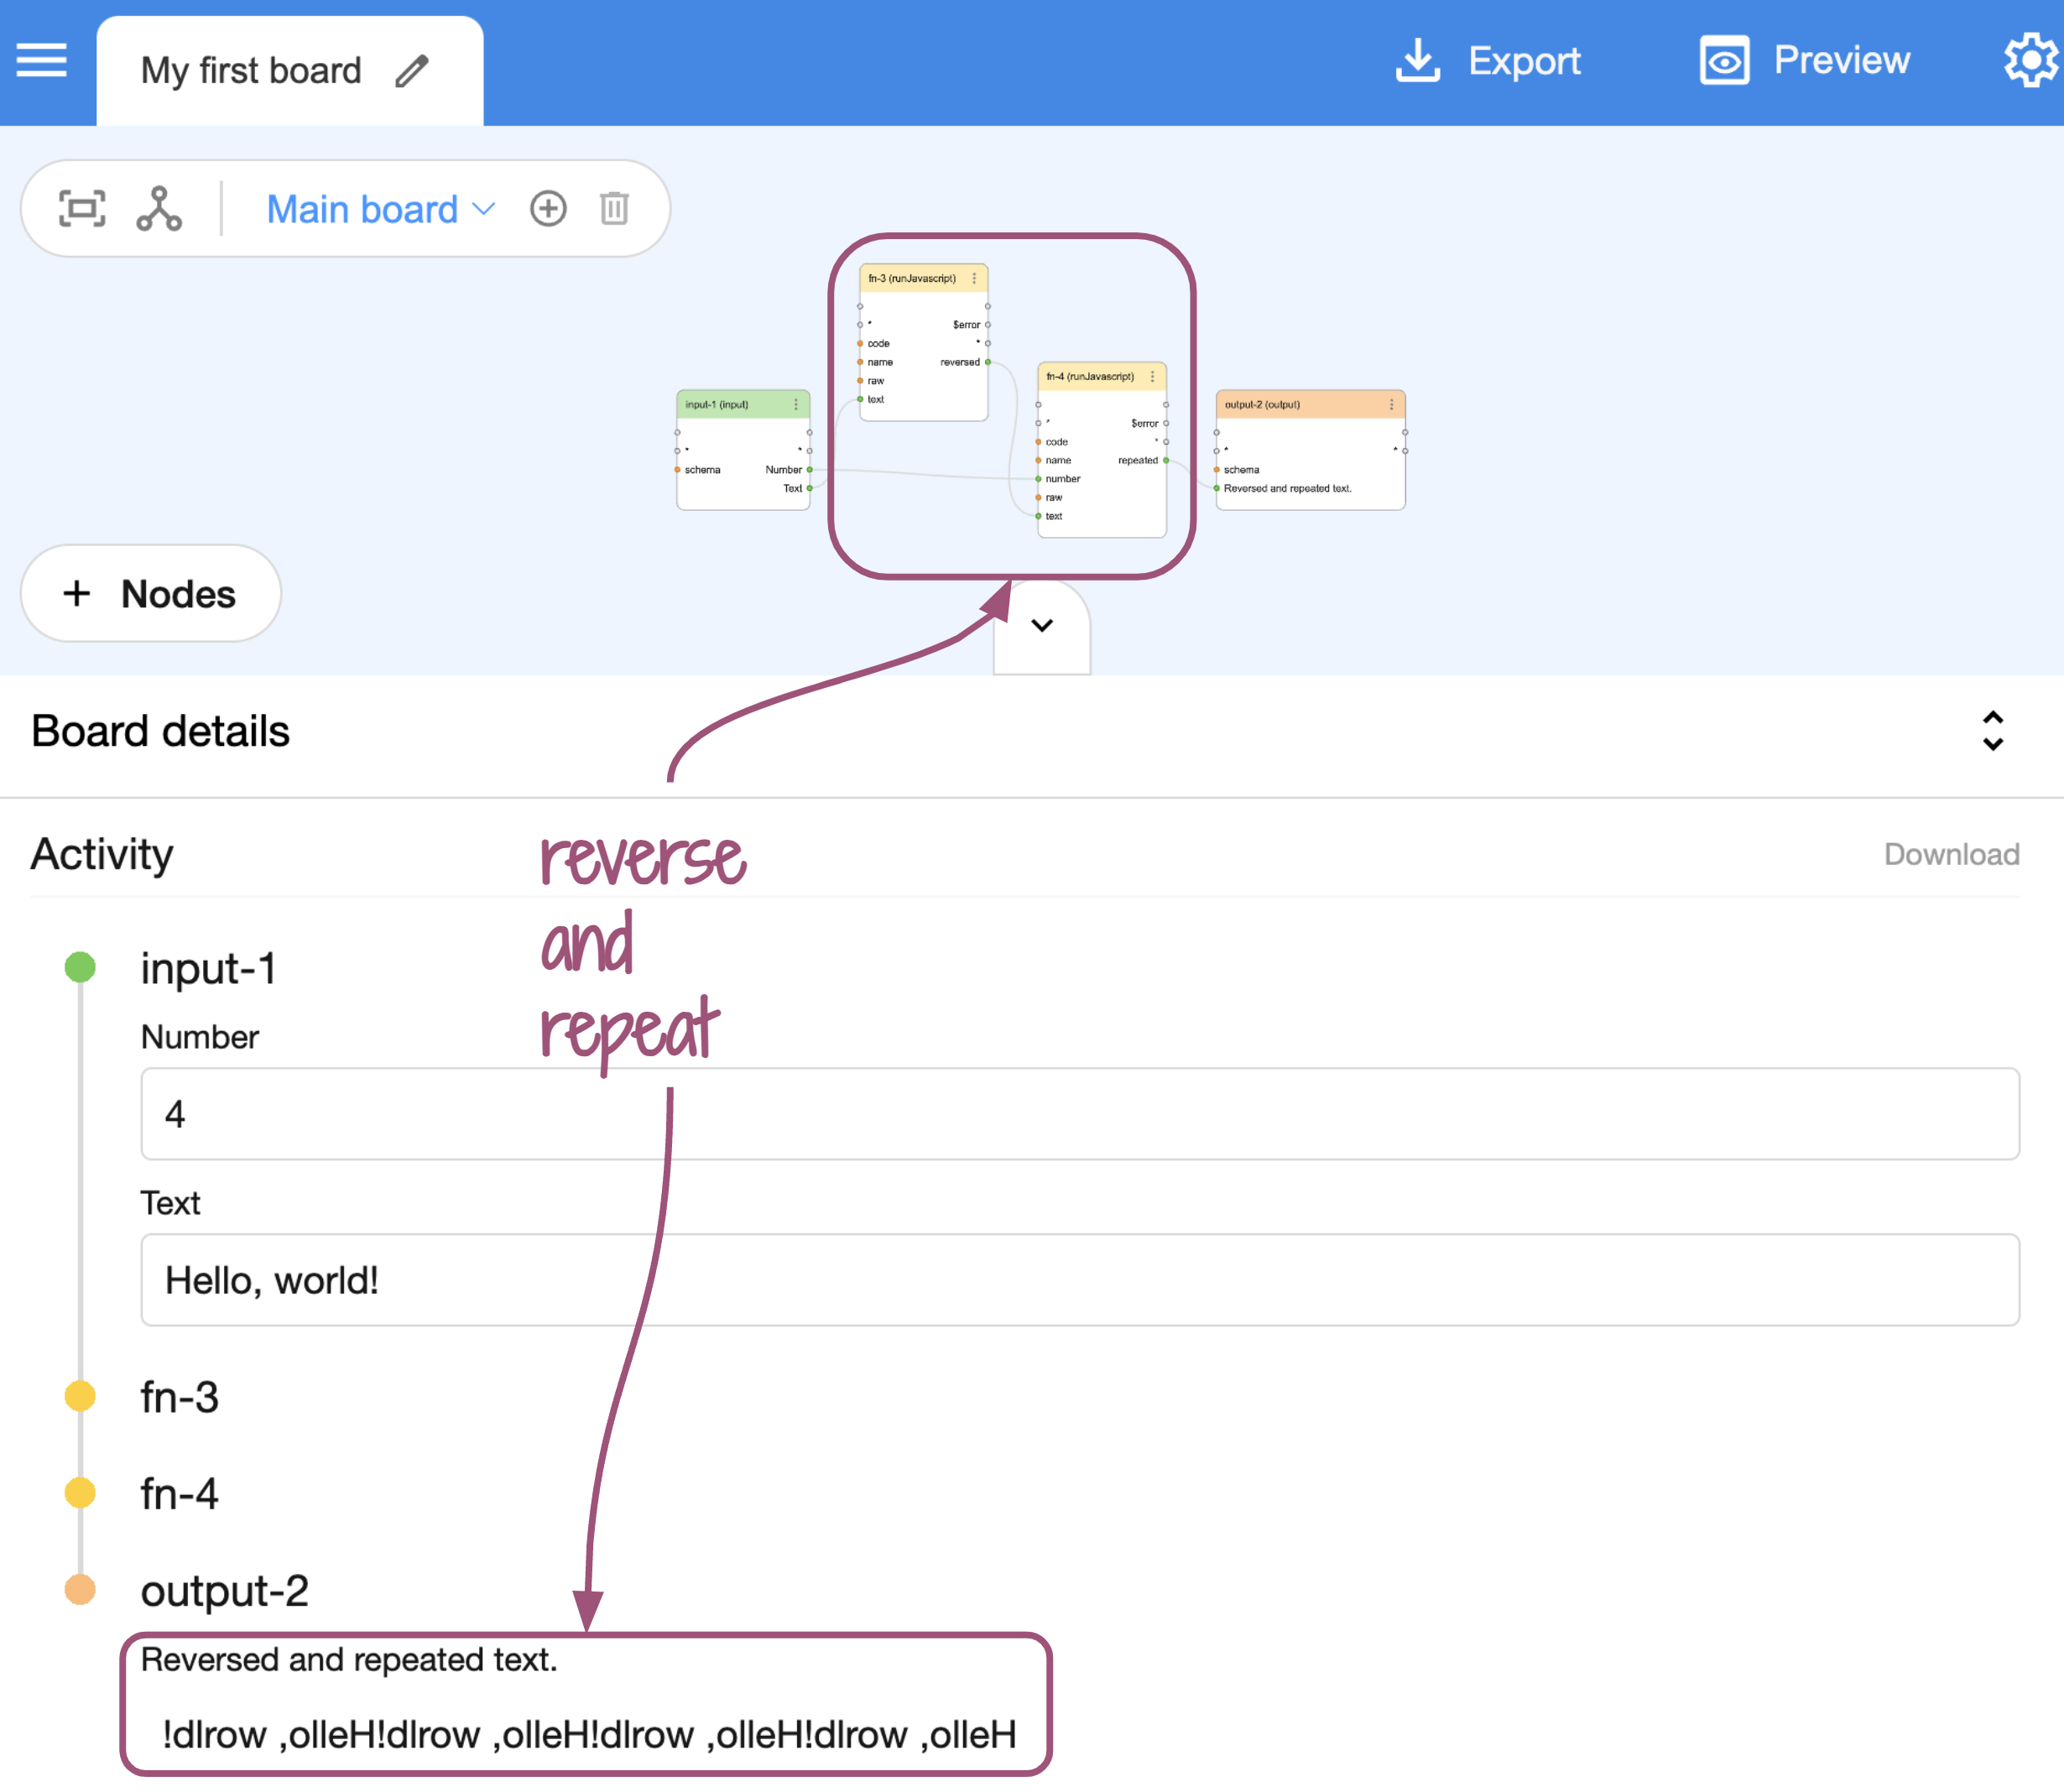 My first board
Export
Preview
Main board
fn-3 (runJavascript)
*
$error
code
*
name
reversed
raw
text
fn-4 (runJavascript)
*
$error
code
*
name
repeated
number
raw
text
input-1 (input)
*
*
schema
Number
Text
output-2 (output)
*
*
schema
Reversed and repeated text.
+ Nodes
Board details
Activity
Download
reverse
and
repeat
input-1
Number
4
Text
Hello, world!
fn-3
fn-4
output-2
Reversed and repeated text.
!dlrow ,olleH!dlrow ,olleH!dlrow ,olleH!dlrow ,olleH